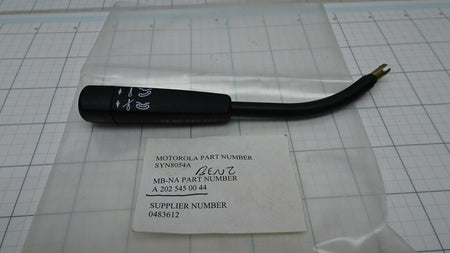 MOTOROLA PART NUMBER
SYN8054A
BENZ
MB-NA PART NUMBER
A 202 545 00 44
SUPPLIER NUMBER
0483612